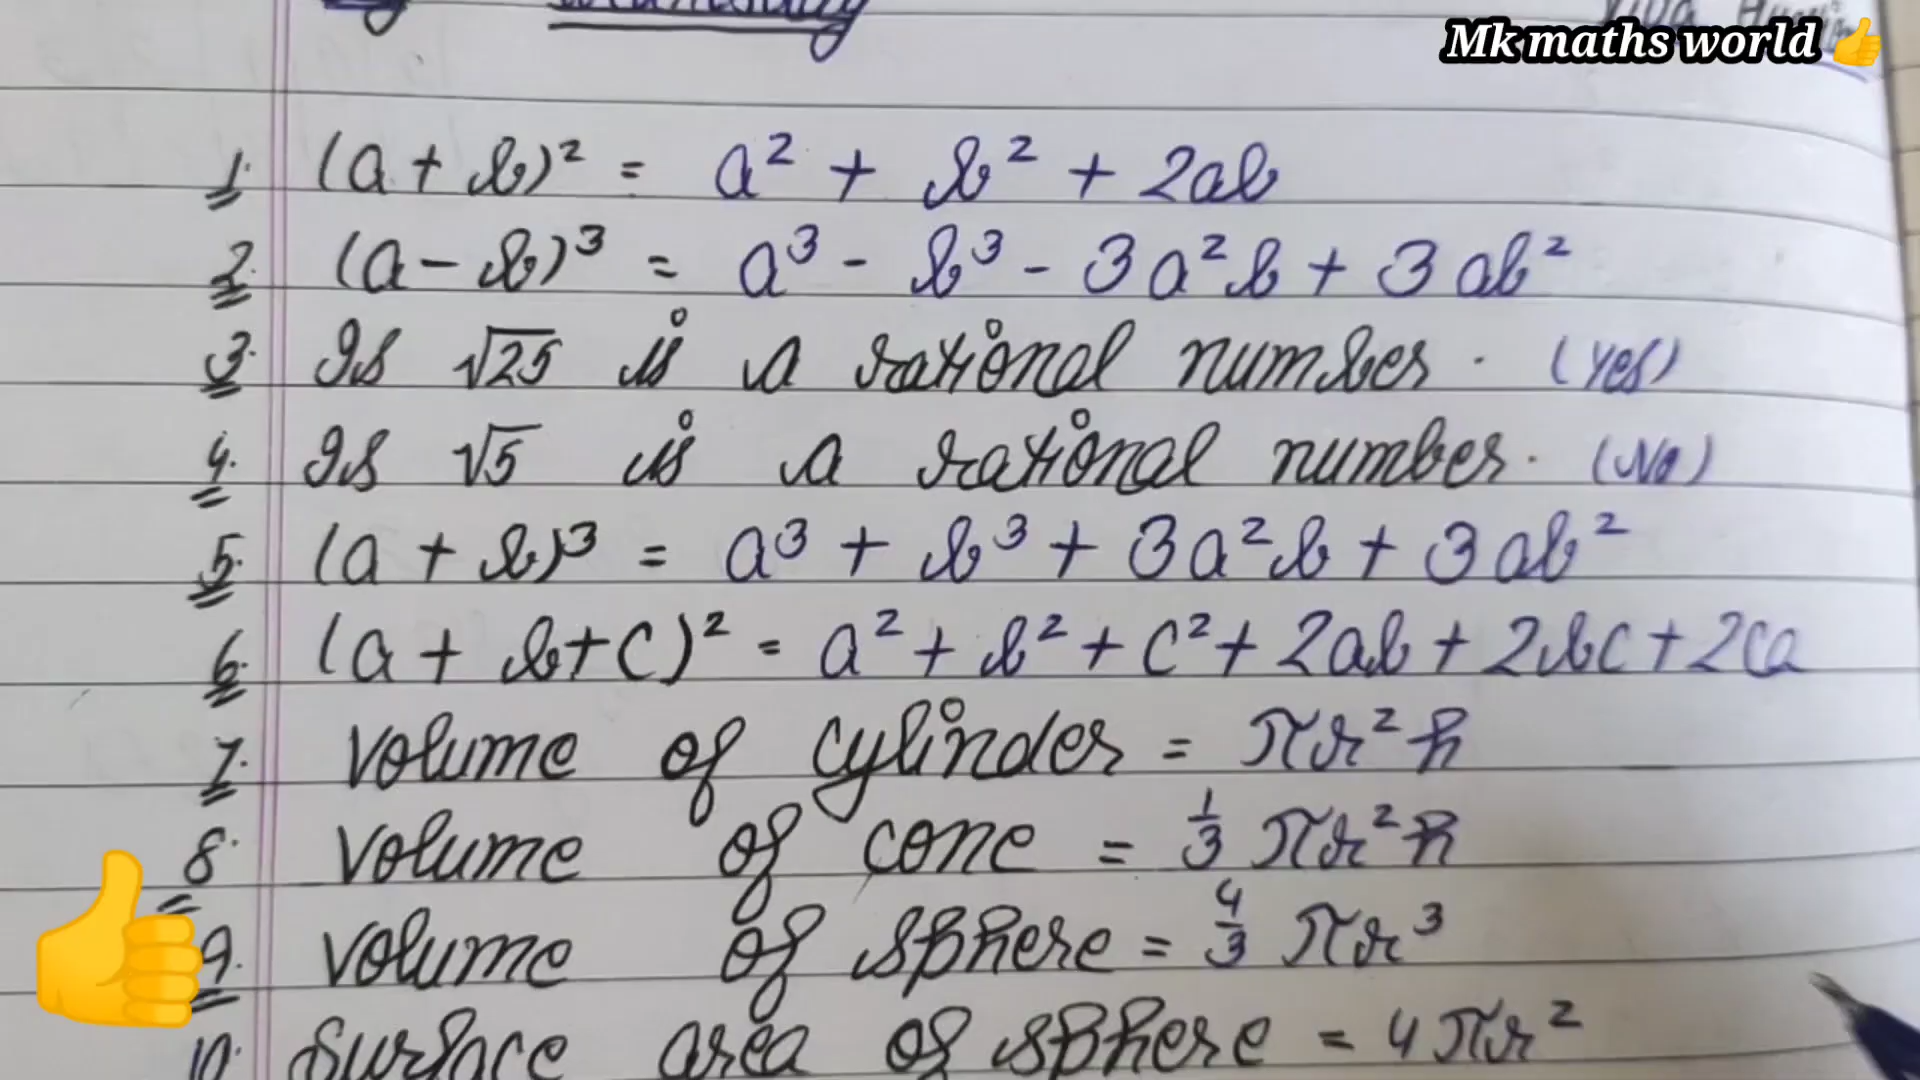 Mk maths world 👍
1. (a + b)² = a² + b² + 2ab
2. (a - b)³ = a³ - b³ - 3a²b + 3ab²
3. Is √25 is a rational number. (Yes)
4. Is √5 is a rational number. (No)
5. (a + b)³ = a³ + b³ + 3a²b + 3ab²
6. (a + b + c)² = a² + b² + c² + 2ab + 2bc + 2ca
7. Volume of cylinder = πr²h
8. Volume of cone = 1/3 πr²h
9. Volume of sphere = 4/3 πr³
10. Surface area of sphere = 4πr²